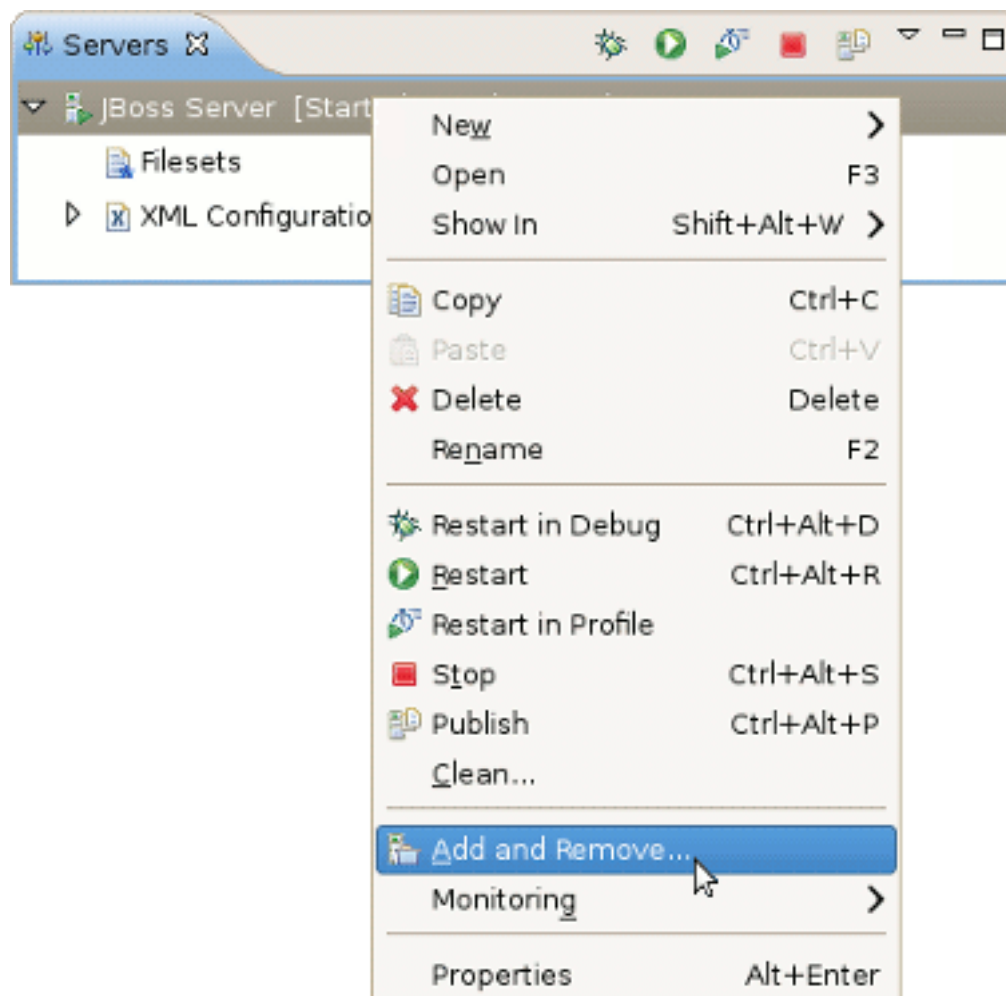 Servers
JBoss Server [Start
Filesets
XML Configuratio
New
Open F3
Show In Shift+Alt+W
Copy Ctrl+C
Paste Ctrl+V
Delete Delete
Rename F2
Restart in Debug Ctrl+Alt+D
Restart Ctrl+Alt+R
Restart in Profile
Stop Ctrl+Alt+S
Publish Ctrl+Alt+P
Clean...
Add and Remove...
Monitoring
Properties Alt+Enter